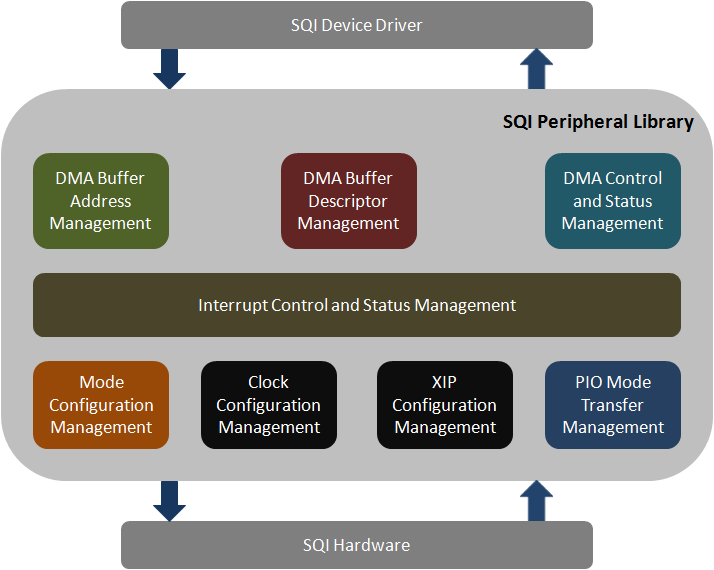 SQI Device Driver
SQI Peripheral Library
DMA Buffer
Address
Management
DMA Buffer
Descriptor
Management
DMA Control
and Status
Management
Interrupt Control and Status Management
Mode
Configuration
Management
Clock
Configuration
Management
XIP
Configuration
Management
PIO Mode
Transfer
Management
SQI Hardware